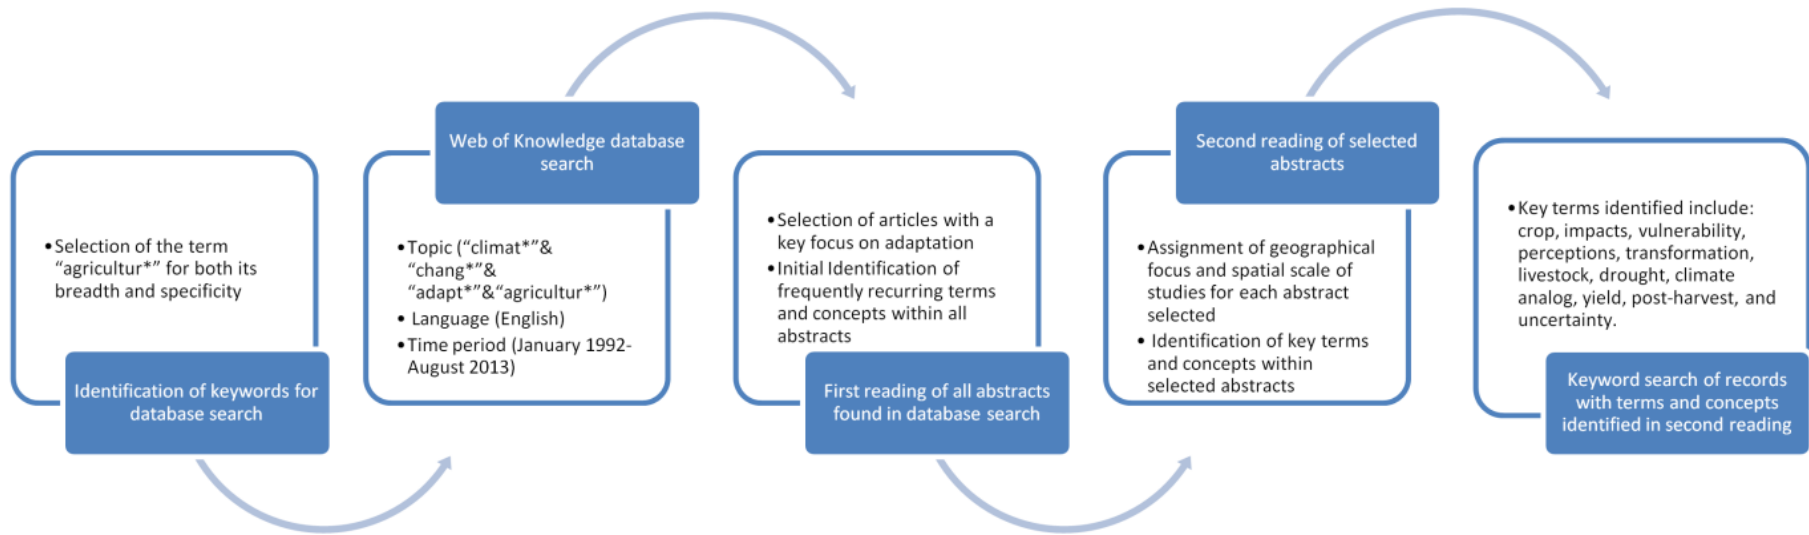 •Selection of the term
“agricultur*” for both its
breadth and specificity
Identification of keywords for
database search
Web of Knowledge database
search
•Topic (“climat*”&
“chang*”&
“adapt*”&“agricultur*”)
• Language (English)
•Time period (January 1992-
August 2013)
•Selection of articles with a
key focus on adaptation
•Initial Identification of
frequently recurring terms
and concepts within all
abstracts
First reading of all abstracts
found in database search
Second reading of selected
abstracts
•Assignment of geographical
focus and spatial scale of
studies for each abstract
selected
• Identification of key terms
and concepts within
selected abstracts
•Key terms identified include:
crop, impacts, vulnerability,
perceptions, transformation,
livestock, drought, climate
analog, yield, post-harvest, and
uncertainty.
Keyword search of records
with terms and concepts
identified in second reading